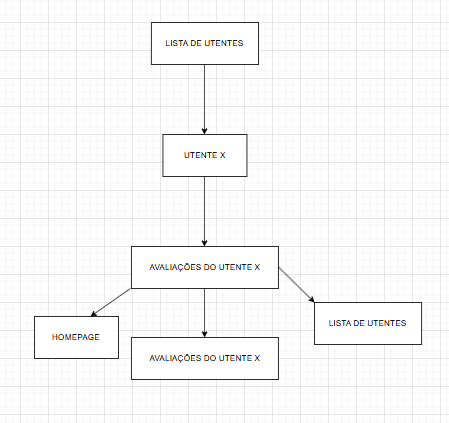 LISTA DE UTENTES
UTENTE X
AVALIAÇÕES DO UTENTE X
LISTA DE UTENTES
HOMEPAGE
AVALIAÇÕES DO UTENTE X